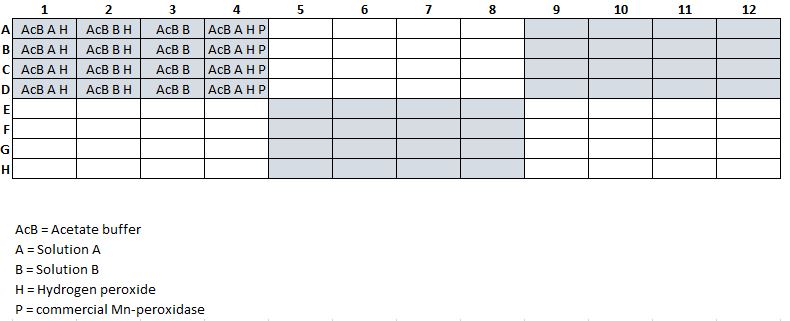 1 2 3 4 5 6 7 8 9 10 11 12
A AcB A H AcB B H AcB B AcB A H P
B AcB A H AcB B H AcB B AcB A H P
C AcB A H AcB B H AcB B AcB A H P
D AcB A H AcB B H AcB B AcB A H P
E
F
G
H
AcB = Acetate buffer
A = Solution A
B = Solution B
H = Hydrogen peroxide
P = commercial Mn-peroxidase